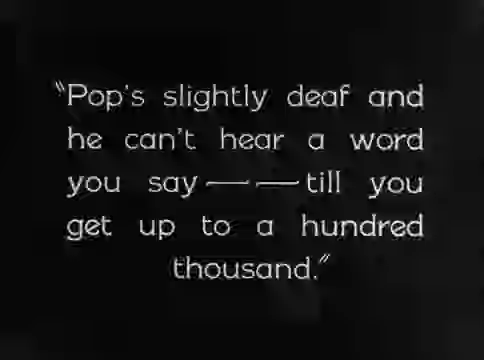 "Pop's slightly deaf and
he can't hear a word
you say — — till you
get up to a hundred
thousand."